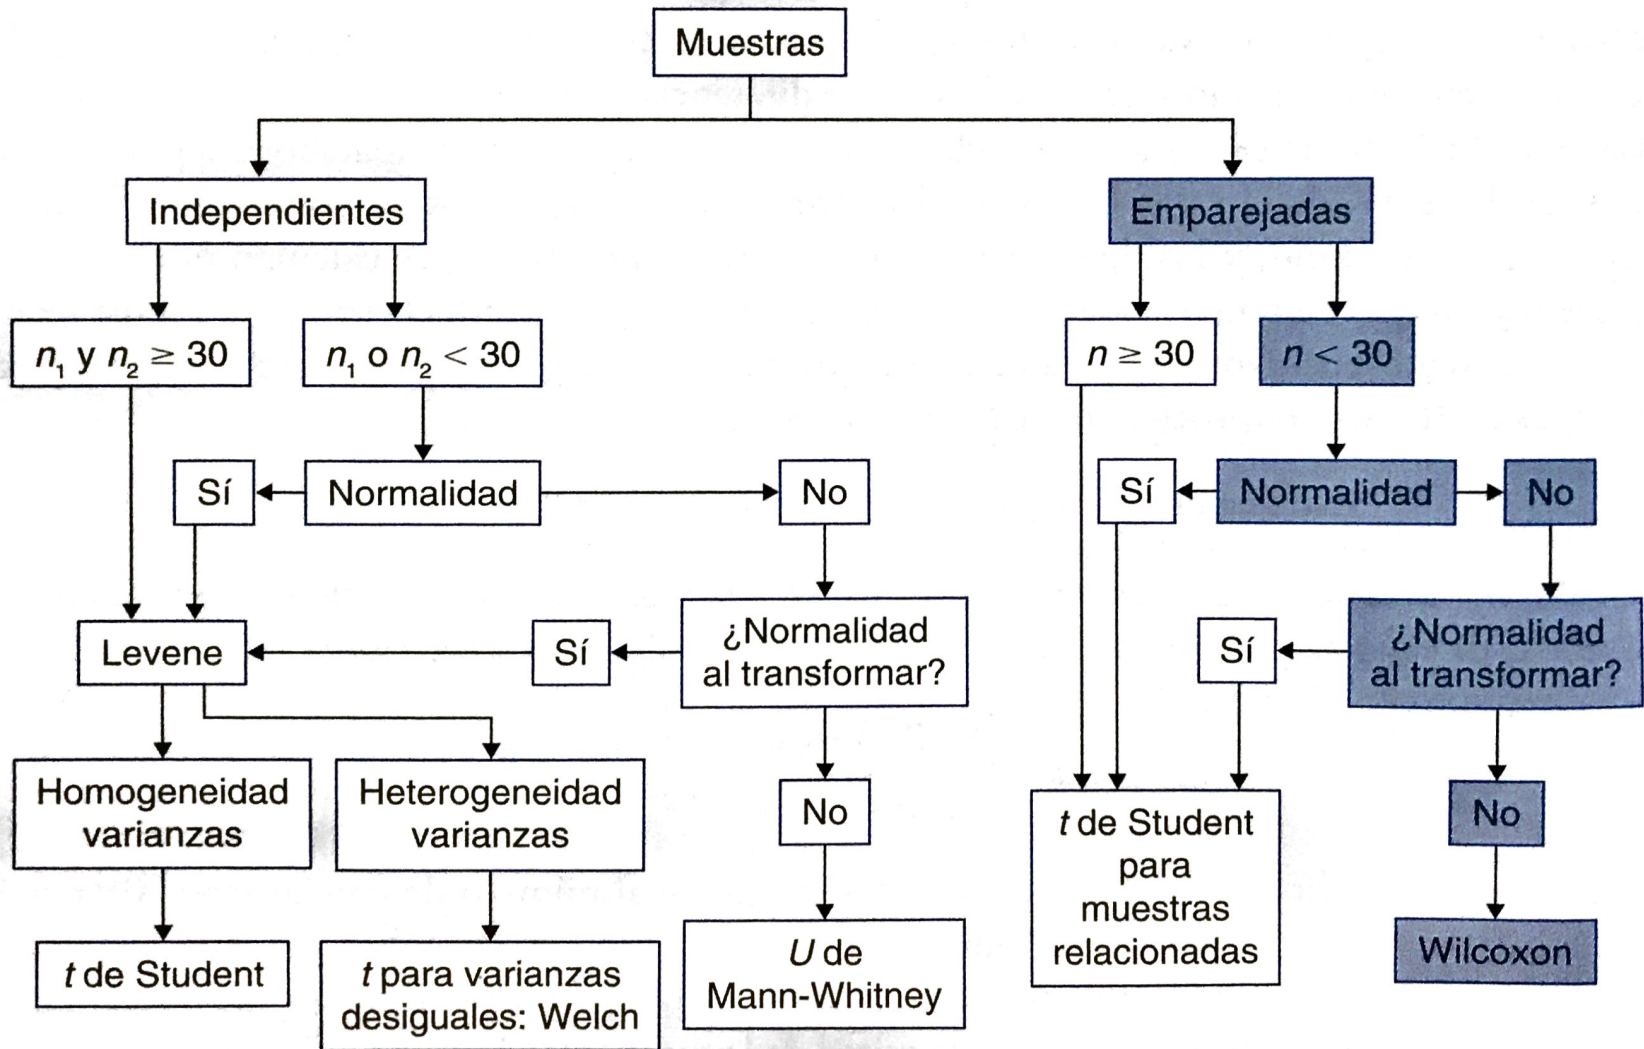 Muestras
Independientes
Emparejadas
n₁ y n₂ ≥ 30
n₁ o n₂ < 30
n ≥ 30
n < 30
Sí
Normalidad
No
Sí
Normalidad
No
Levene
Sí
¿Normalidad
al transformar?
Sí
¿Normalidad
al transformar?
Homogeneidad
varianzas
Heterogeneidad
varianzas
No
t de Student
para
muestras
relacionadas
No
t de Student
t para varianzas
desiguales: Welch
U de
Mann-Whitney
Wilcoxon